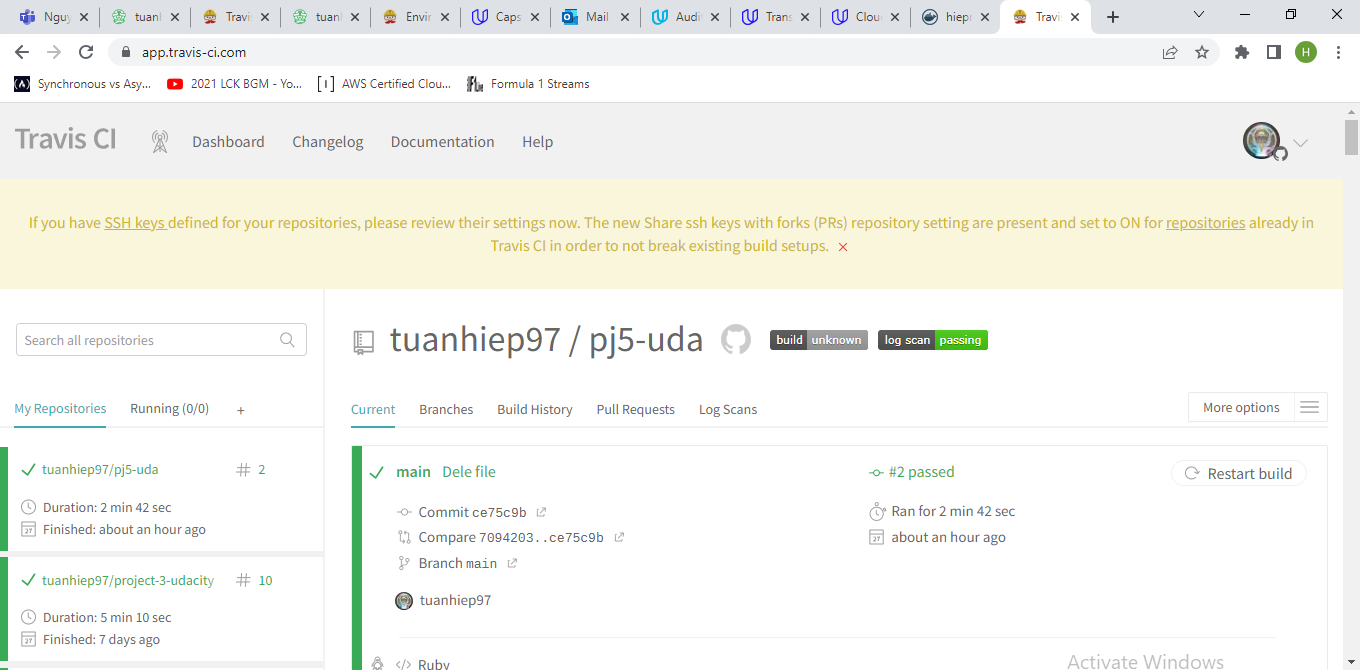 Nguy
tuanl
Travis
tuanl
Envir
Caps
Mail
Audi
Trans
Clou
hiepr
Travi
app.travis-ci.com
H
Synchronous vs Asy...
2021 LCK BGM - Yo...
AWS Certified Clou...
Formula 1 Streams
Travis CI
Dashboard
Changelog
Documentation
Help
If you have SSH keys defined for your repositories, please review their settings now. The new Share ssh keys with forks (PRs) repository setting are present and set to ON for repositories already in
Travis CI in order to not break existing build setups.
Search all repositories
My Repositories
Running (0/0)
+
tuanhiep97/pj5-uda
# 2
Duration: 2 min 42 sec
Finished: about an hour ago
tuanhiep97/project-3-udacity
# 10
Duration: 5 min 10 sec
Finished: 7 days ago
tuanhiep97 / pj5-uda
build unknown
log scan passing
Current
Branches
Build History
Pull Requests
Log Scans
More options
main Dele file
Commit ce75c9b
Compare 7094203..ce75c9b
Branch main
tuanhiep97
#2 passed
Ran for 2 min 42 sec
about an hour ago
Restart build
</> Ruby
Activate Windows